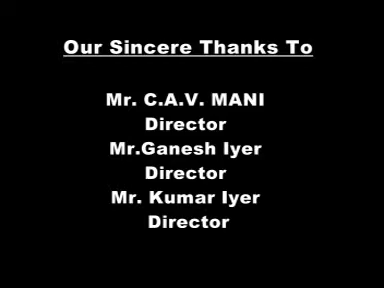 Our Sincere Thanks To
Mr. C.A.V. MANI
Director
Mr.Ganesh Iyer
Director
Mr. Kumar Iyer
Director